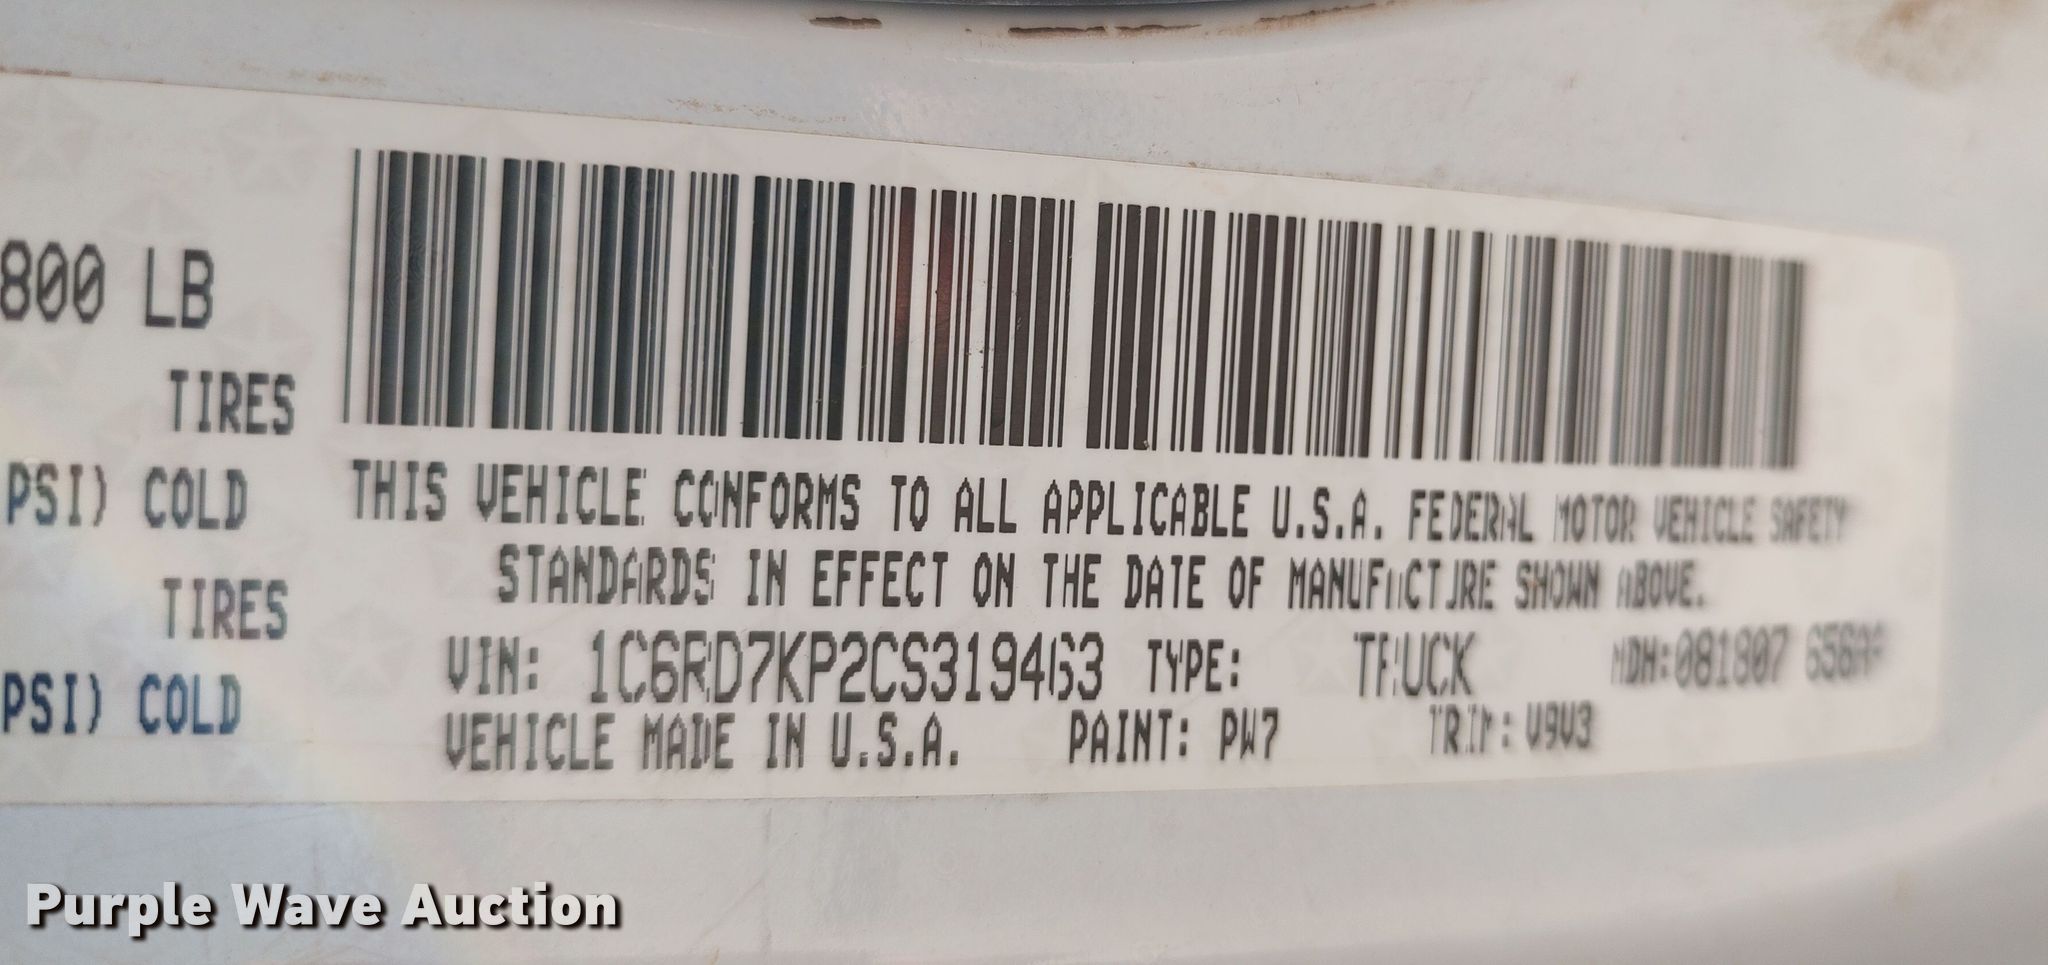 800 LB
TIRES
PSI) COLD
TIRES
PSI) COLD
THIS VEHICLE CONFORMS TO ALL APPLICABLE U.S.A. FEDERAL MOTOR VEHICLE SAFETY
STANDARDS IN EFFECT ON THE DATE OF MANUFACTURE SHOWN ABOVE.
VIN: 1C6RD7KP2CS319463 TYPE: TRUCK MDH:081807
VEHICLE MADE IN U.S.A. PAINT: PW7 TRIM: V9V3
Purple Wave Auction